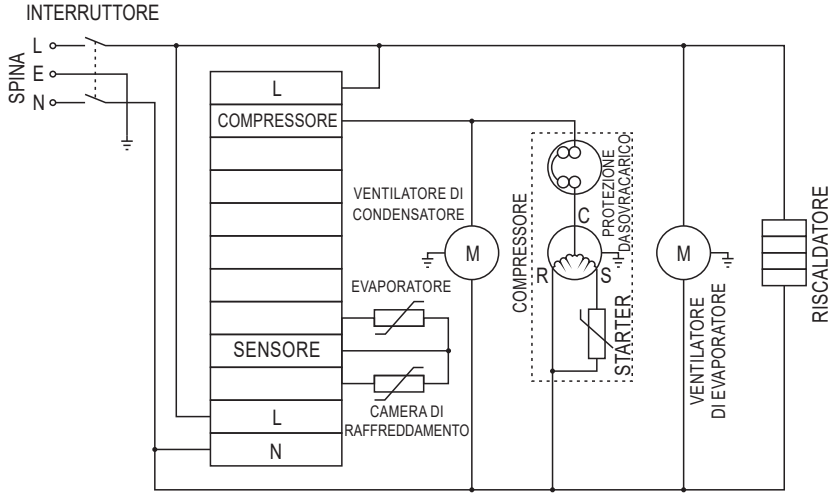 INTERRUTTORE
SPINA
L
E
N
L
COMPRESSORE
SENSORE
L
N
VENTILATORE DI
CONDENSATORE
M
EVAPORATORE
CAMERA DI
RAFFREDDAMENTO
COMPRESSORE
PROTEZIONE
DASOVRACARICO
C
R
S
STARTER
M
VENTILATORE
DI EVAPORATORE
RISCALDATORE